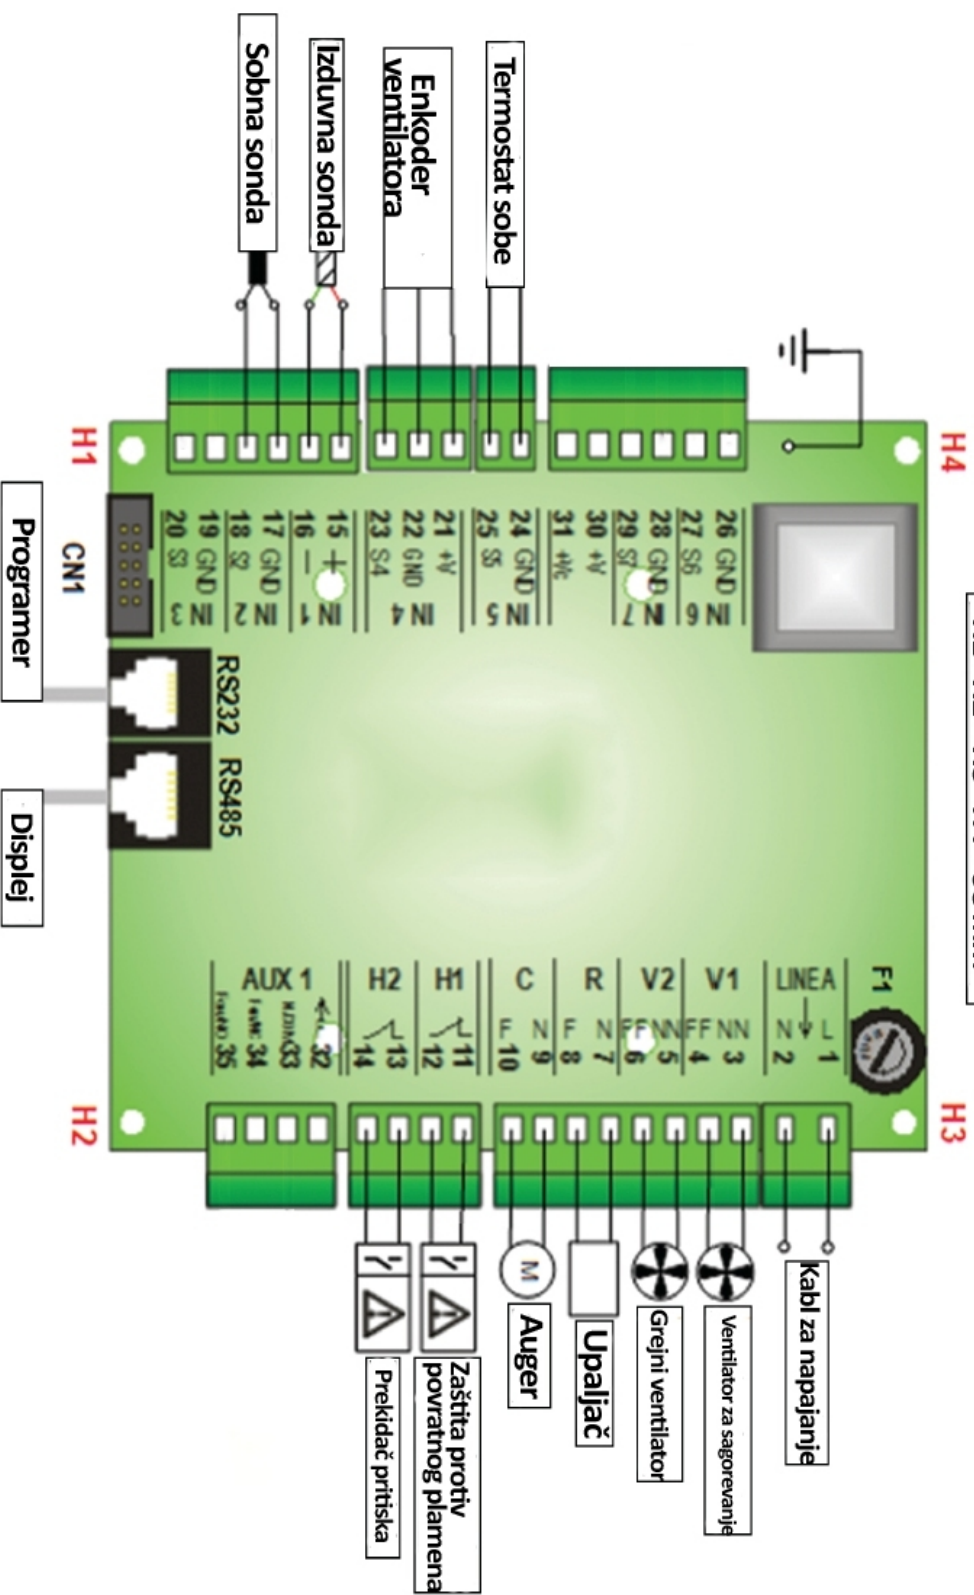 Sobna sonda
Izduvna sonda
Enkoder
ventilatora
Termostat sobe
H1
H4
20 S3
19 GND
IN 3
18 S2
17 GND
IN 2
16 –
15 +
IN 1
23 S4
22 GND
21 +V
IN 4
25 S5
24 GND
IN 5
31 +Vc
30 +V
29 S7
28 GND
IN 7
27 S6
26 GND
IN 6
CN1
Programer
RS232
RS485
Displej
AUX 1
H2
H1
C
R
V2
V1
LINEA
F1
35
34
33
32
14
13
12
11
F 10
N 9
F 8
N 7
FF 6
NN 5
FF 4
NN 3
N 2
L 1
H2
H3
M
Prekidač pritiska
Zaštita protiv
povratnog plamena
Auger
Upaljač
Grejni ventilator
Ventilator za sagorevanje
Kabl za napajanje